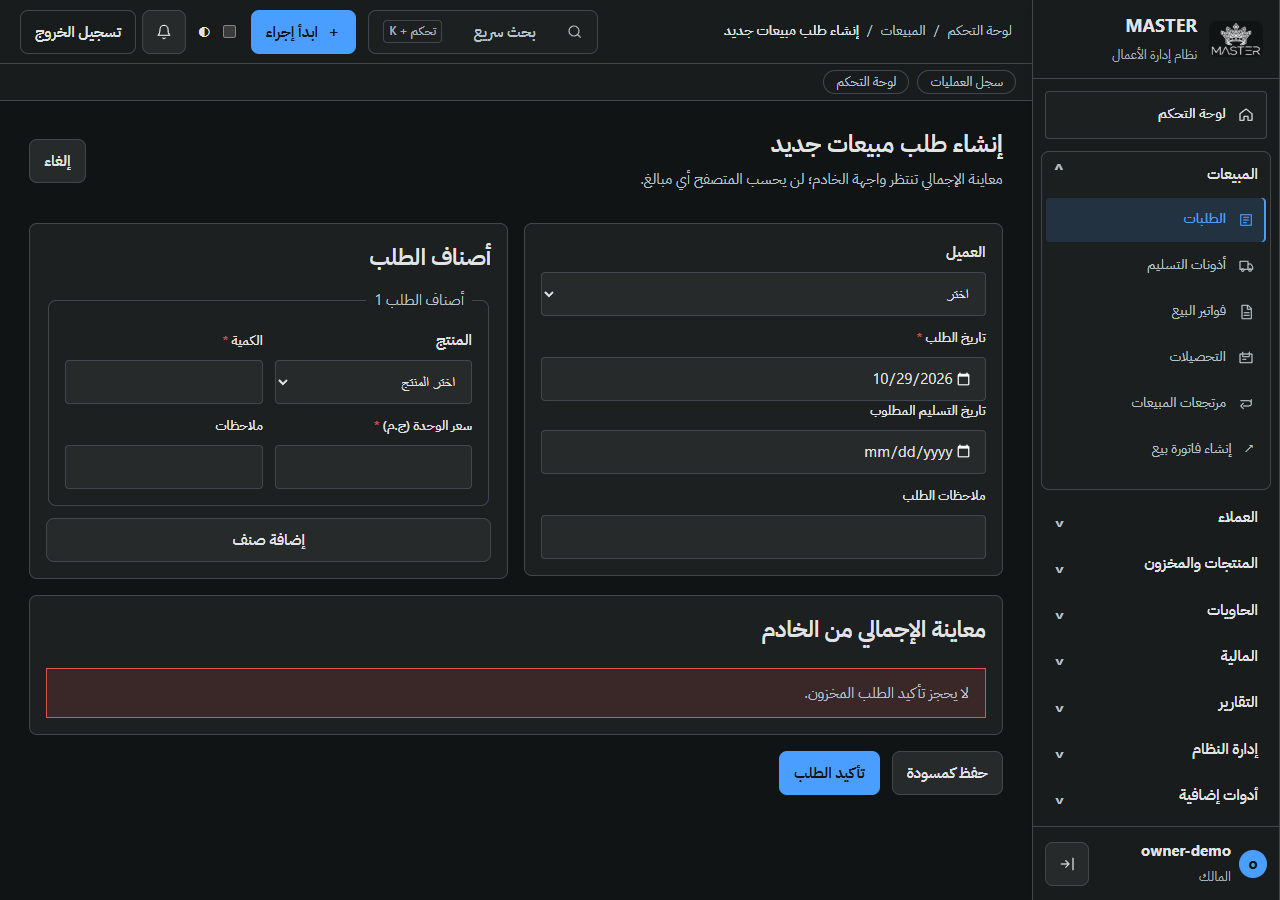 MASTER
نظام إدارة الأعمال
MASTER
لوحة التحكم
المبيعات
^
الطلبات
أذونات التسليم
فواتير البيع
التحصيلات
مرتجعات المبيعات
إنشاء فاتورة بيع
العملاء
v
المنتجات والمخزون
v
الحاويات
v
المالية
v
التقارير
v
إدارة النظام
v
أدوات إضافية
v
o
owner-demo
المالك
لوحة التحكم / المبيعات / إنشاء طلب مبيعات جديد
بحث سريع
تحكم + K
+ ابدأ إجراء
تسجيل الخروج
سجل العمليات
لوحة التحكم
إنشاء طلب مبيعات جديد
معاينة الإجمالي تنتظر واجهة الخادم؛ لن يحسب المتصفح أي مبالغ.
إلغاء
العميل
اختر
تاريخ الطلب *
10/29/2026
تاريخ التسليم المطلوب
mm/dd/yyyy
ملاحظات الطلب
أصناف الطلب
أصناف الطلب 1
المنتج
اختر المنتج
الكمية *
سعر الوحدة (ج.م) *
ملاحظات
إضافة صنف
معاينة الإجمالي من الخادم
لا يحجز تأكيد الطلب المخزون.
حفظ كمسودة
تأكيد الطلب